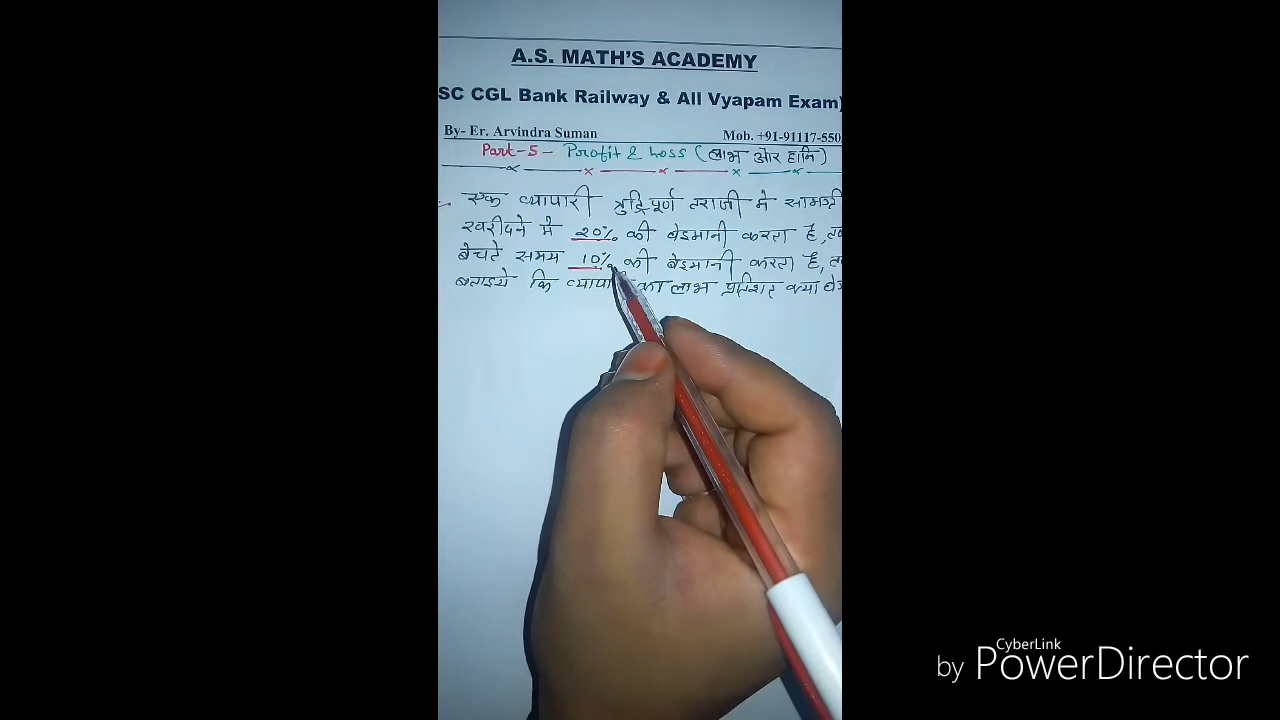 A.S. MATH'S ACADEMY
SC CGL Bank Railway & All Vyapam Exam)
By- Er. Arvindra Suman Mob. +91-91117-550
Part-5- Profit & Loss (लाभ और हानि)
एक व्यापारी त्रुटिपूर्ण तराजी मे सामग्री
खरीदने मे 20% की बेइमानी करता है,
बेचते समय 10% की बेइमानी करता है,
बताइये कि का लाभ प्रतिशत क्या
CyberLink
by PowerDirector